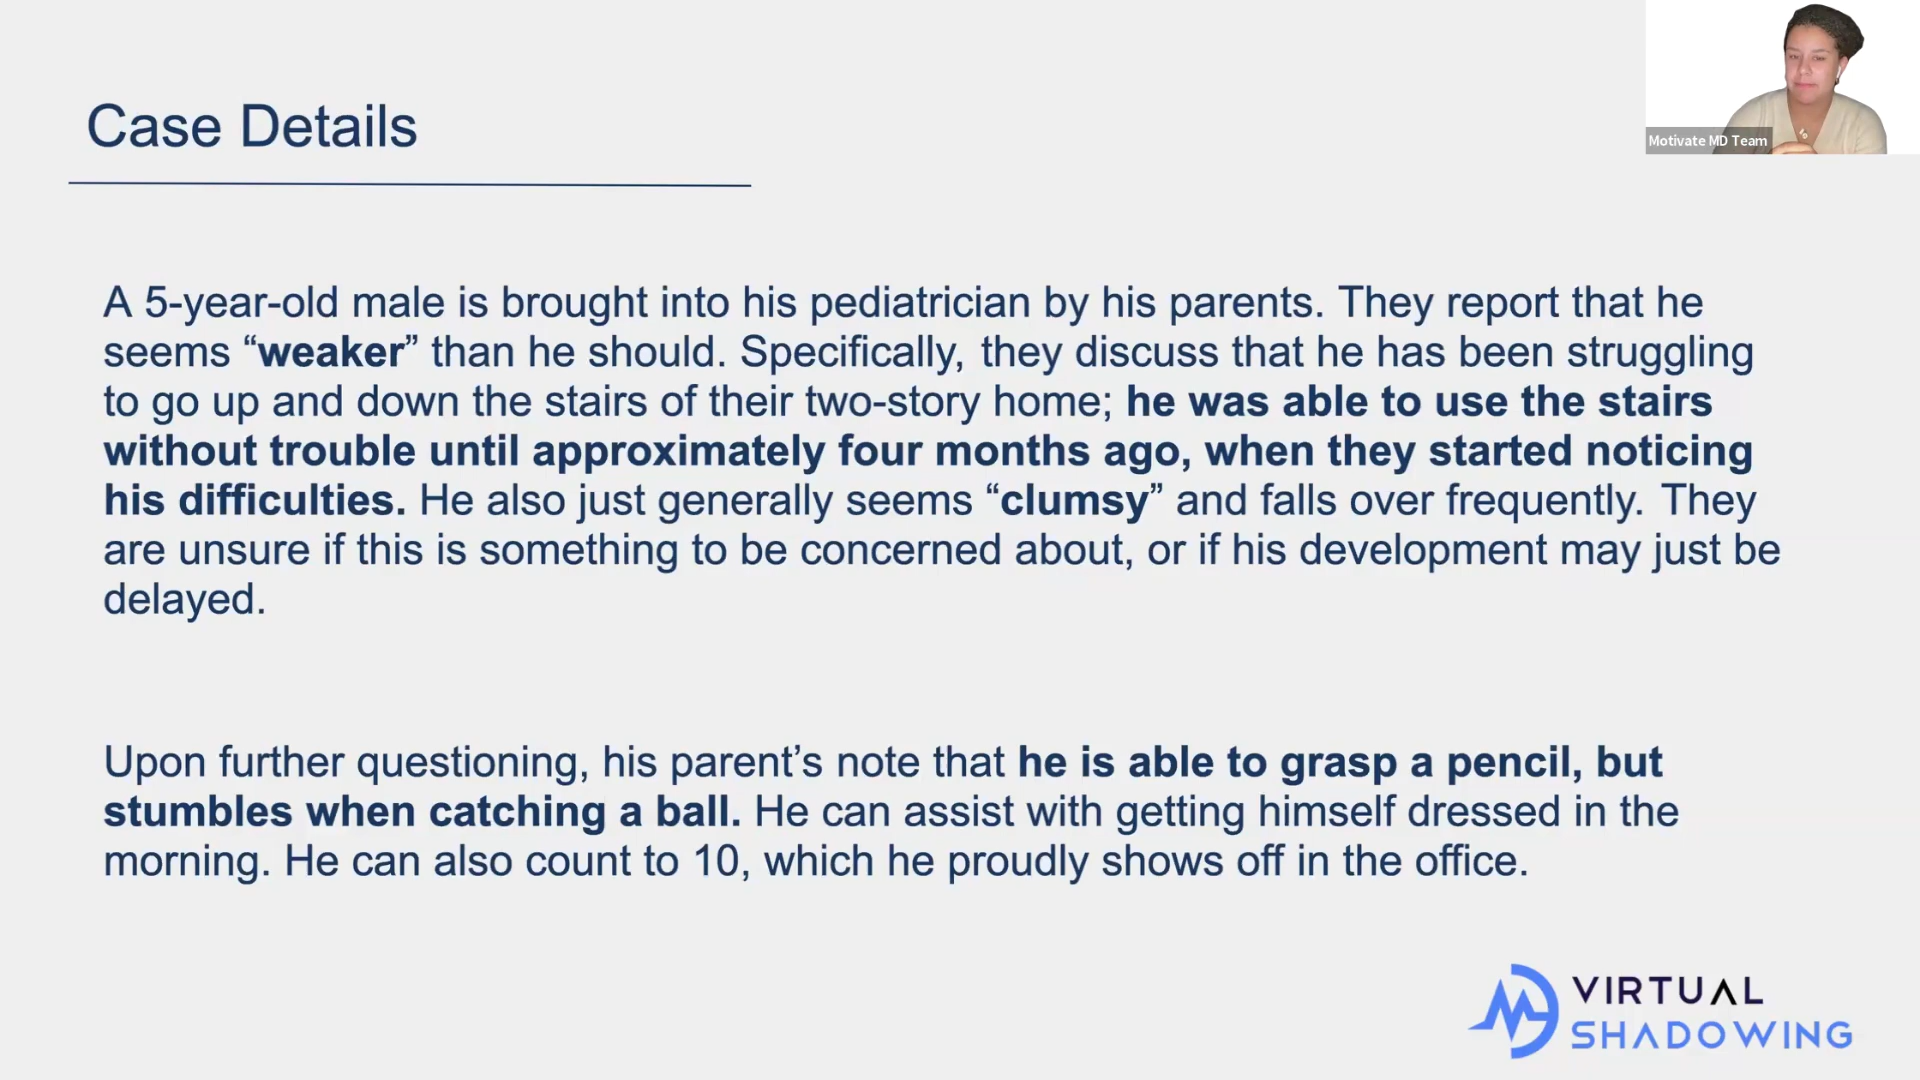 Case Details
Motivate MD Team
A 5-year-old male is brought into his pediatrician by his parents. They report that he
seems “weaker” than he should. Specifically, they discuss that he has been struggling
to go up and down the stairs of their two-story home; he was able to use the stairs
without trouble until approximately four months ago, when they started noticing
his difficulties. He also just generally seems “clumsy” and falls over frequently. They
are unsure if this is something to be concerned about, or if his development may just be
delayed.
Upon further questioning, his parent’s note that he is able to grasp a pencil, but
stumbles when catching a ball. He can assist with getting himself dressed in the
morning. He can also count to 10, which he proudly shows off in the office.
VIRTUAL
SHADOWING